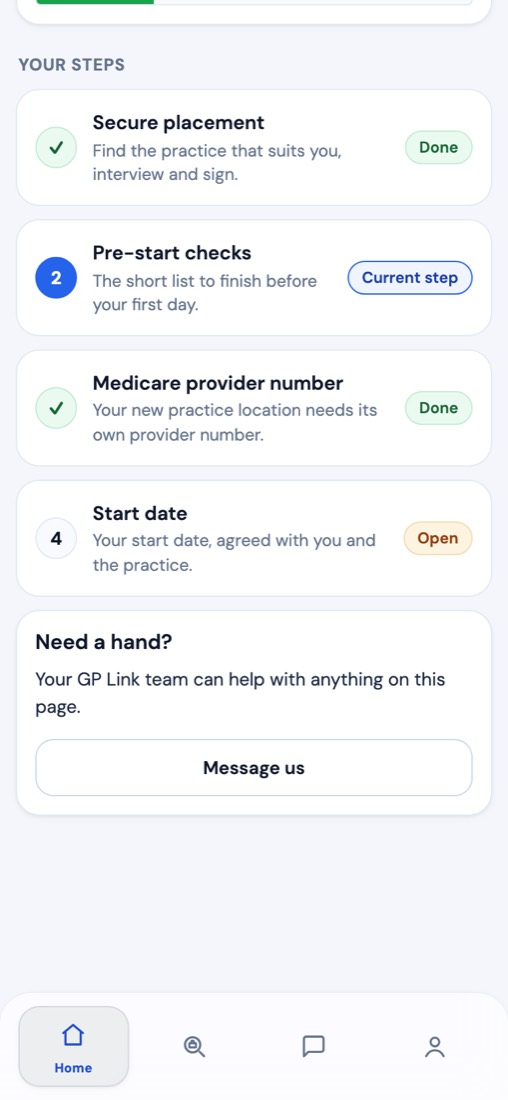 YOUR STEPS
Secure placement
Find the practice that suits you,
interview and sign.
Done
2
Pre-start checks
The short list to finish before
your first day.
Current step
Medicare provider number
Your new practice location needs its
own provider number.
Done
4
Start date
Your start date, agreed with you and
the practice.
Open
Need a hand?
Your GP Link team can help with anything on this
page.
Message us
Home